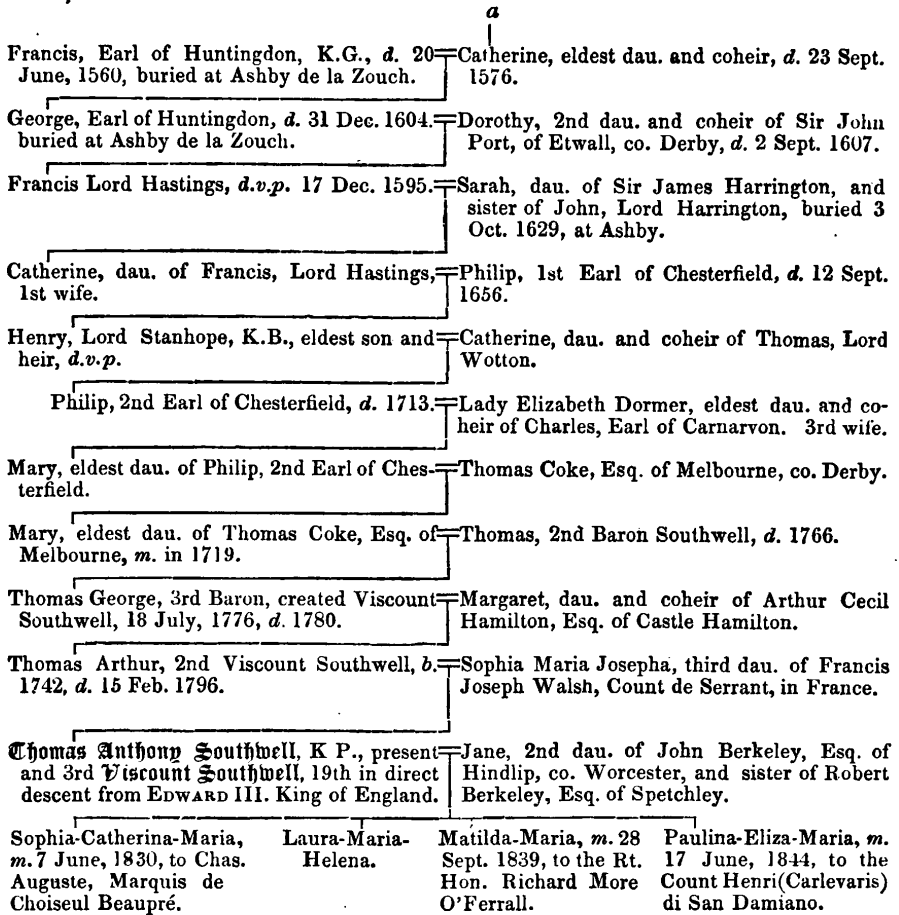 a
Francis, Earl of Huntingdon, K.G., d. 20
June, 1560, buried at Ashby de la Zouch.
Catherine, eldest dau. and coheir, d. 23 Sept.
1576.
George, Earl of Huntingdon, d. 31 Dec. 1604.
buried at Ashby de la Zouch.
Dorothy, 2nd dau. and coheir of Sir John
Port, of Etwall, co. Derby, d. 2 Sept. 1607.
Francis Lord Hastings, d.v.p. 17 Dec. 1595.
Sarah, dau. of Sir James Harrington, and
sister of John, Lord Harrington, buried 3
Oct. 1629, at Ashby.
Catherine, dau. of Francis, Lord Hastings,
1st wife.
Philip, 1st Earl of Chesterfield, d. 12 Sept.
1656.
Henry, Lord Stanhope, K.B., eldest son and
heir, d.v.p.
Catherine, dau. and coheir of Thomas, Lord
Wotton.
Philip, 2nd Earl of Chesterfield, d. 1713.
Lady Elizabeth Dormer, eldest dau. and co-
heir of Charles, Earl of Carnarvon. 3rd wife.
Mary, eldest dau. of Philip, 2nd Earl of Ches-
terfield.
Thomas Coke, Esq. of Melbourne, co. Derby.
Mary, eldest dau. of Thomas Coke, Esq. of
Melbourne, m. in 1719.
Thomas, 2nd Baron Southwell, d. 1766.
Thomas George, 3rd Baron, created Viscount
Southwell, 18 July, 1776, d. 1780.
Margaret, dau. and coheir of Arthur Cecil
Hamilton, Esq. of Castle Hamilton.
Thomas Arthur, 2nd Viscount Southwell, b.
1742, d. 15 Feb. 1796.
Sophia Maria Josepha, third dau. of Francis
Joseph Walsh, Count de Serrant, in France.
Thomas Anthony Southwell, K P., present
and 3rd Viscount Southwell, 19th in direct
descent from EDWARD III. King of England.
Jane, 2nd dau. of John Berkeley, Esq. of
Hindlip, co. Worcester, and sister of Robert
Berkeley, Esq. of Spetchley.
Sophia-Catherina-Maria,
m. 7 June, 1830, to Chas.
Auguste, Marquis de
Choiseul Beaupré.
Laura-Maria-
Helena.
Matilda-Maria, m. 28
Sept. 1839, to the Rt.
Hon. Richard More
O'Ferrall.
Paulina-Eliza-Maria, m.
17 June, 1844, to the
Count Henri (Carlevaris)
di San Damiano.